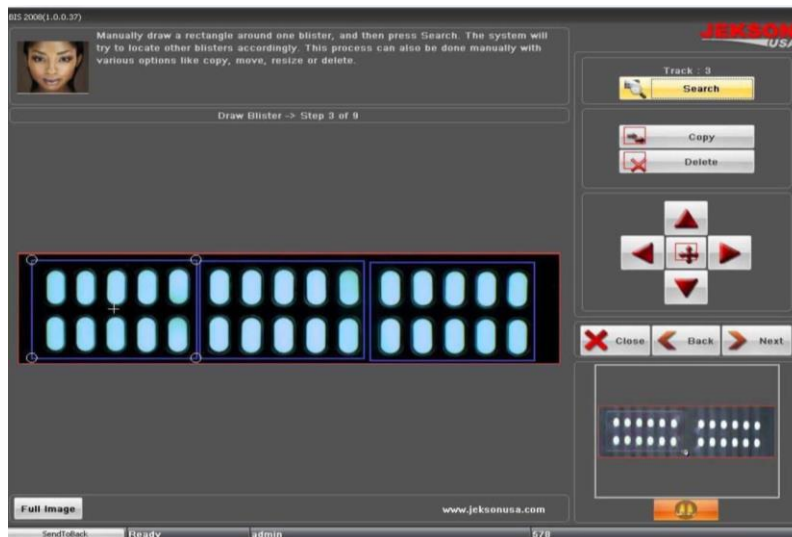 BIS 2008(1.0.0.37)
Manually draw a rectangle around one blister, and then press Search. The system will
try to locate other blisters accordingly. This process can also be done manually with
various options like copy, move, resize or delete.
JEKSON
USA
Draw Blister -> Step 3 of 9
Track : 3
Search
Copy
Delete
Close
Back
Next
Full Image
www.jeksonusa.com
SendToBack
Ready
admin
578